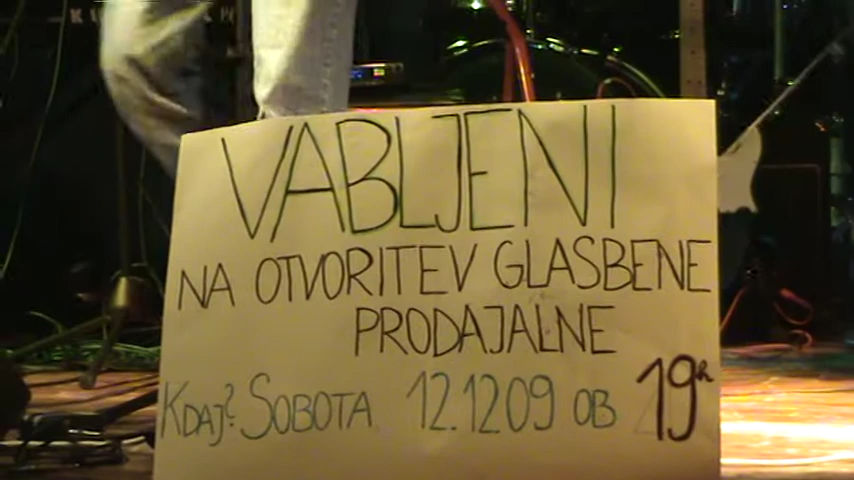 VABLJENI
NA OTVORITEV GLASBENE
PRODAJALNE
KDAJ? SOBOTA 12.12.09 OB 19h